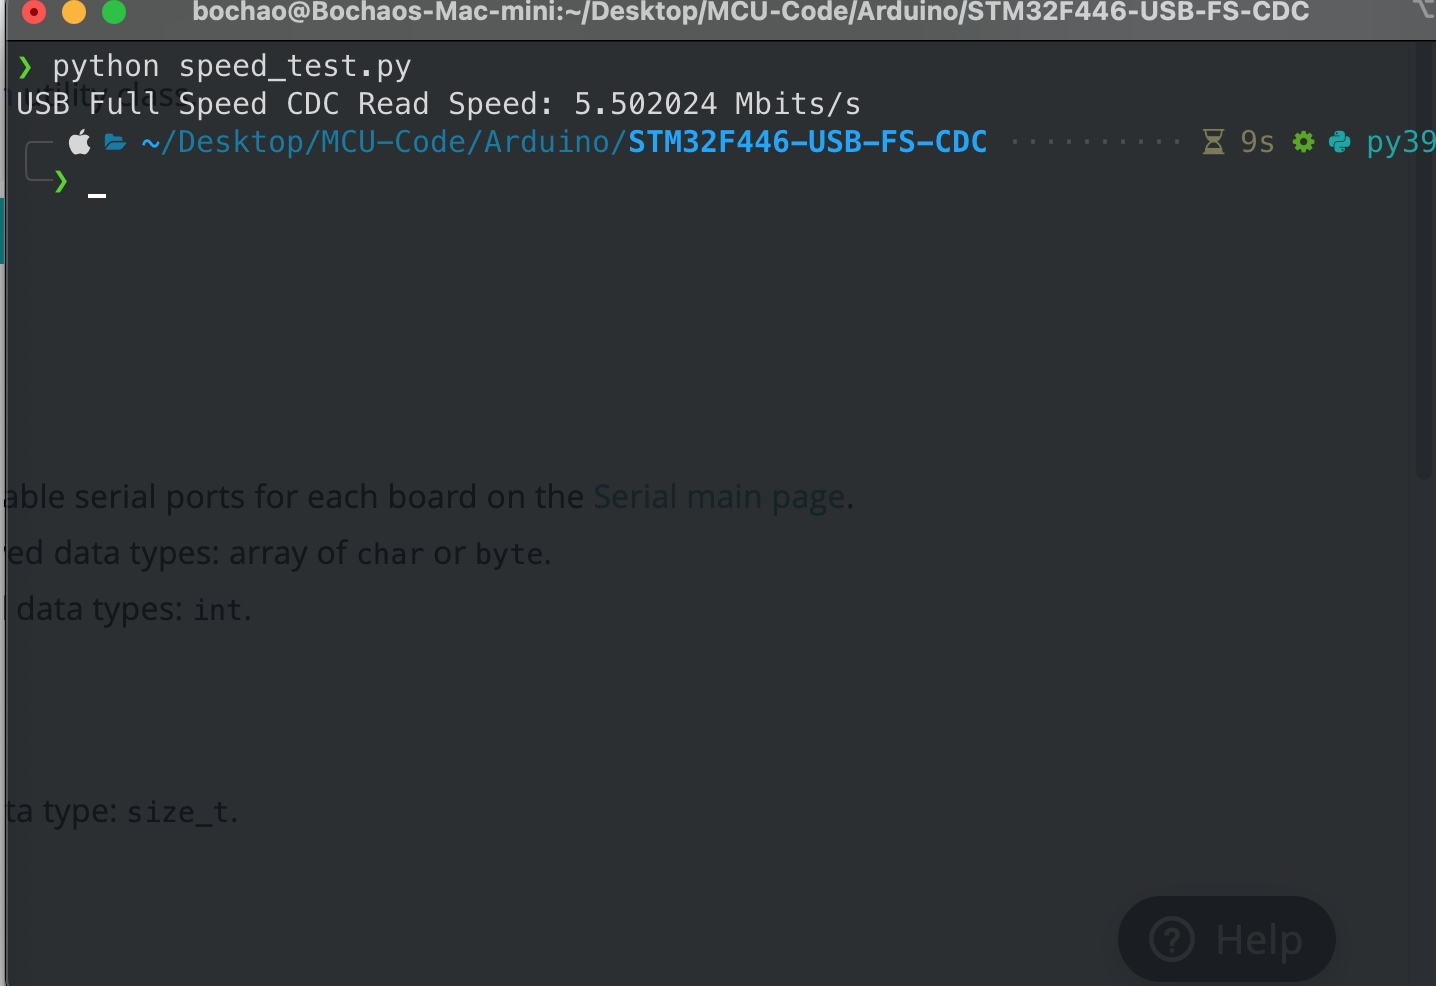 bochao@Bochaos-Mac-mini:~/Desktop/MCU-Code/Arduino/STM32F446-USB-FS-CDC
❯ python speed_test.py
utility class
USB Full Speed CDC Read Speed: 5.502024 Mbits/s
~/Desktop/MCU-Code/Arduino/STM32F446-USB-FS-CDC ·········· 9s py39
❯ _
able serial ports for each board on the Serial main page.
ed data types: array of char or byte.
data types: int.
ta type: size_t.
? Help